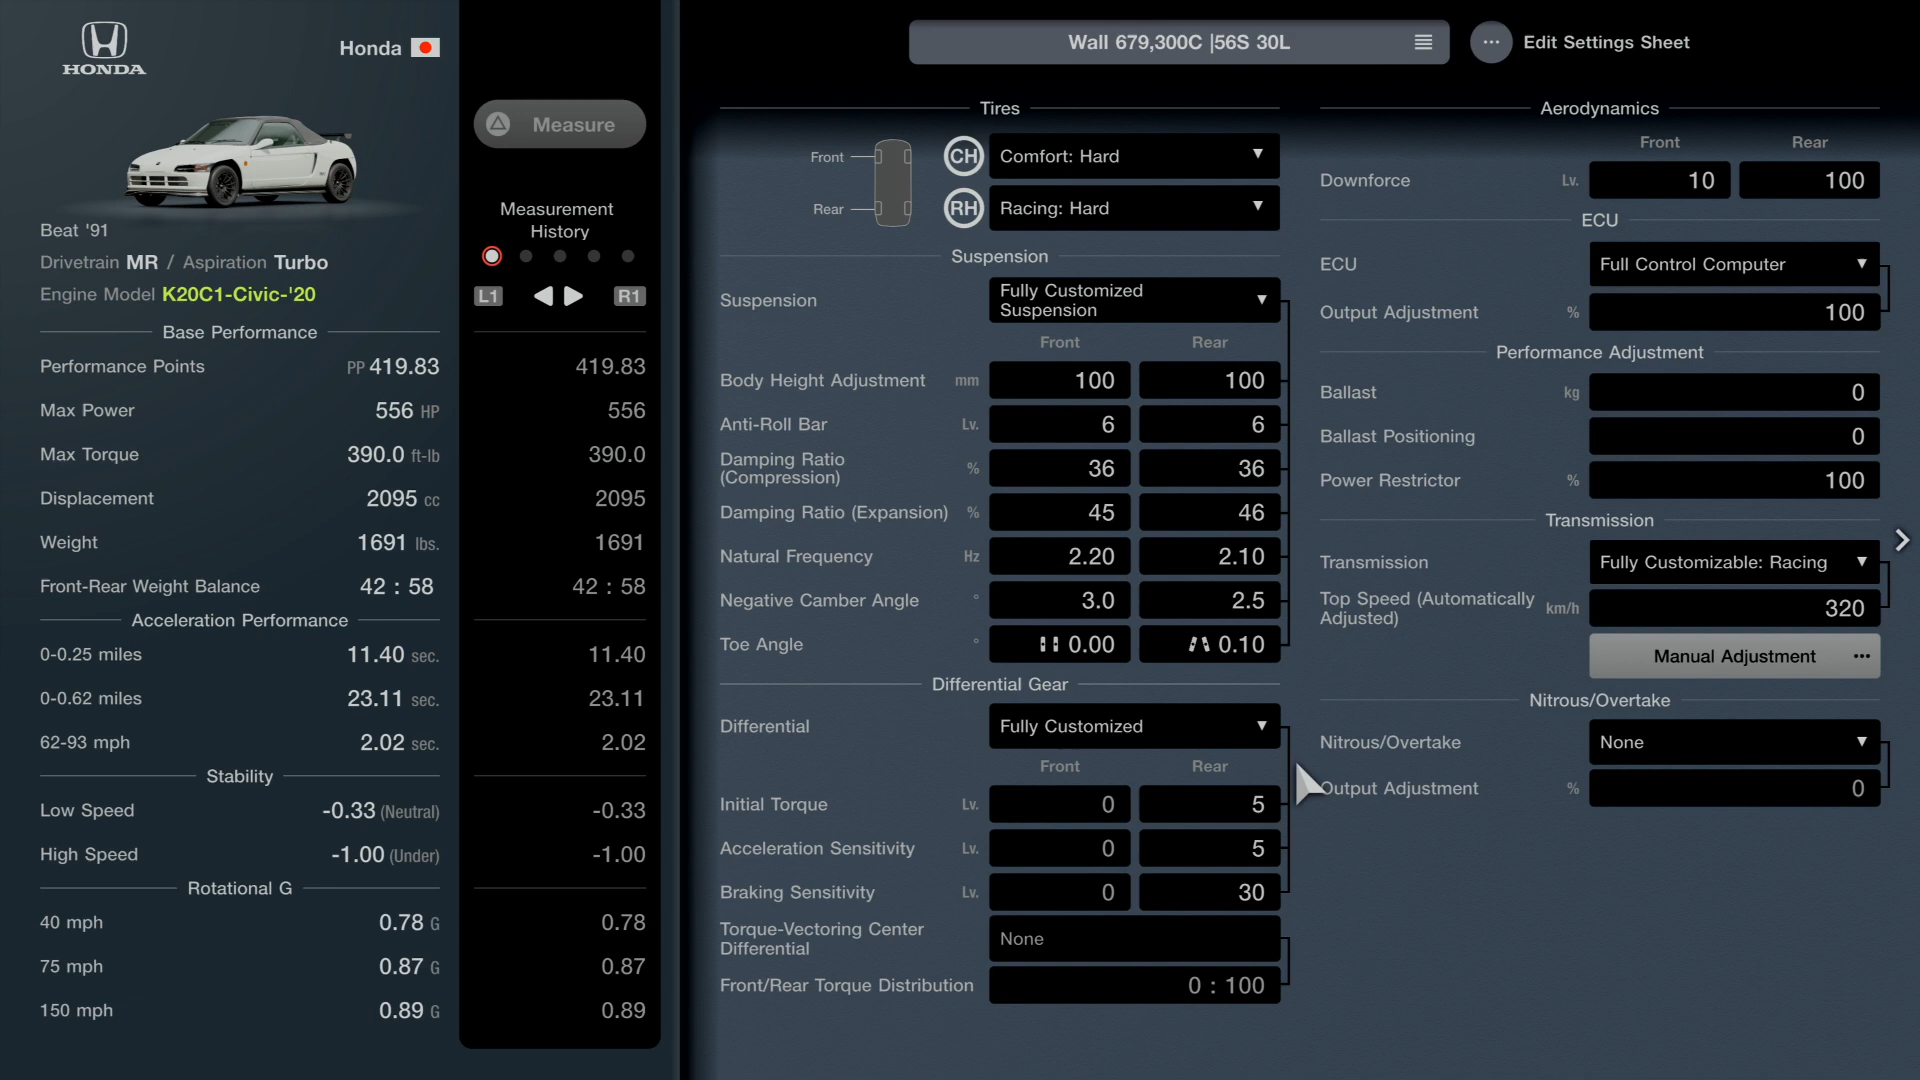 HONDA
Honda
Beat '91
Drivetrain MR / Aspiration Turbo
Engine Model K20C1-Civic-'20
Base Performance
Performance Points PP 419.83
Max Power 556 HP
Max Torque 390.0 ft-lb
Displacement 2095 cc
Weight 1691 lbs.
Front-Rear Weight Balance 42 : 58
Acceleration Performance
0-0.25 miles 11.40 sec.
0-0.62 miles 23.11 sec.
62-93 mph 2.02 sec.
Stability
Low Speed -0.33 (Neutral)
High Speed -1.00 (Under)
Rotational G
40 mph 0.78 G
75 mph 0.87 G
150 mph 0.89 G
Measure
Measurement
History
L1 R1
419.83
556
390.0
2095
1691
42 : 58
11.40
23.11
2.02
-0.33
-1.00
0.78
0.87
0.89
Wall 679,300C |56S 30L
Edit Settings Sheet
Tires
Front CH Comfort: Hard
Rear RH Racing: Hard
Suspension
Suspension Fully Customized
Suspension
Front Rear
Body Height Adjustment mm 100 100
Anti-Roll Bar Lv. 6 6
Damping Ratio
(Compression) % 36 36
Damping Ratio (Expansion) % 45 46
Natural Frequency Hz 2.20 2.10
Negative Camber Angle ° 3.0 2.5
Toe Angle ° 0.00 0.10
Differential Gear
Differential Fully Customized
Front Rear
Initial Torque Lv. 0 5
Acceleration Sensitivity Lv. 0 5
Braking Sensitivity Lv. 0 30
Torque-Vectoring Center
Differential None
Front/Rear Torque Distribution 0 : 100
Aerodynamics
Front Rear
Downforce Lv. 10 100
ECU
ECU Full Control Computer
Output Adjustment % 100
Performance Adjustment
Ballast kg 0
Ballast Positioning 0
Power Restrictor % 100
Transmission
Transmission Fully Customizable: Racing
Top Speed (Automatically
Adjusted) km/h 320
Manual Adjustment
Nitrous/Overtake
Nitrous/Overtake None
Output Adjustment % 0